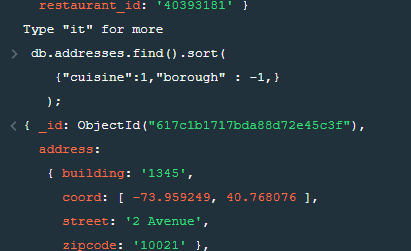 restaurant_id: '40393181' }
Type "it" for more
> db.addresses.find().sort(
{"cuisine":1,"borough" : -1,}
);
< { _id: ObjectId("617c1b1717bda88d72e45c3f"),
address:
{ building: '1345',
coord: [ -73.959249, 40.768076 ],
street: '2 Avenue',
zipcode: '10021' },